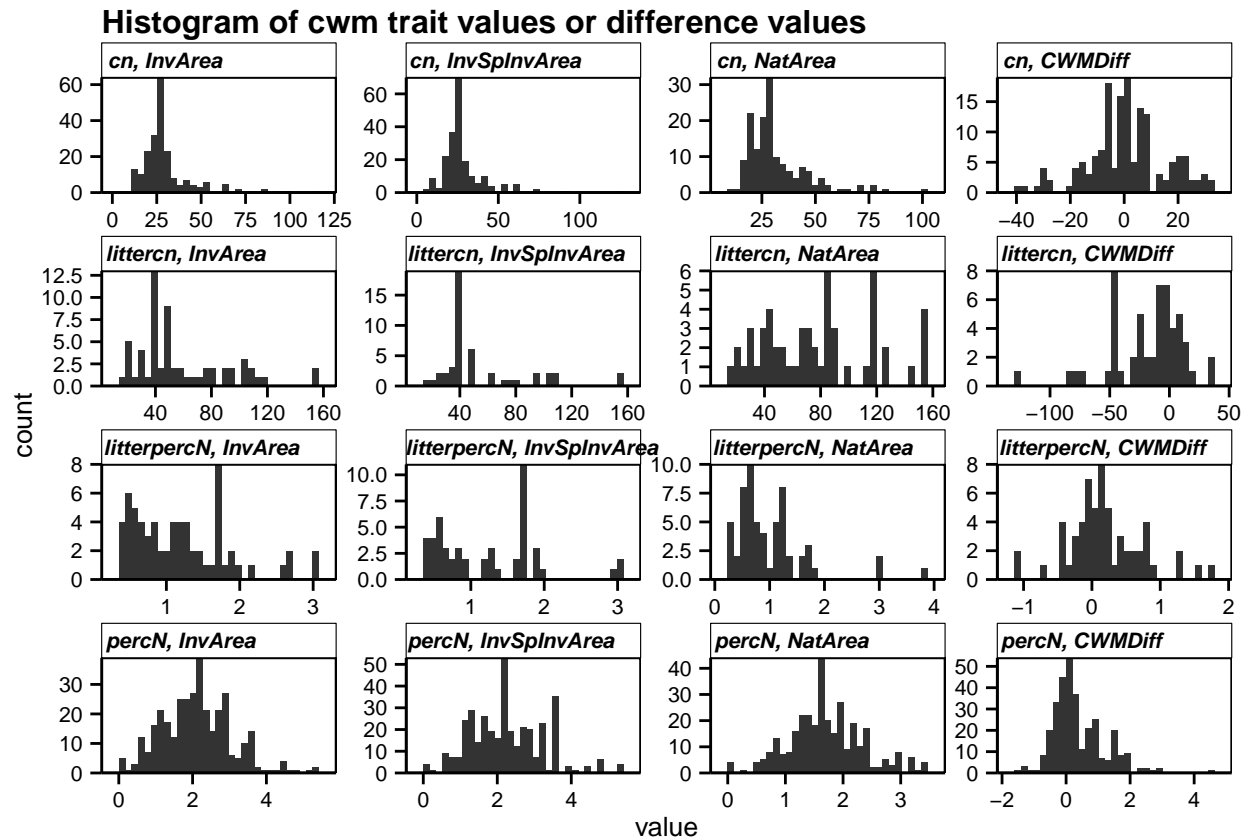 Histogram of cwm trait values or difference values
cn, InvArea
cn, InvSpInvArea
cn, NatArea
cn, CWMDiff
60
40
20
0
60
40
20
0
30
20
10
0
15
10
5
0
0 25 50 75 100 125
0 50 100
25 50 75 100
−40 −20 0 20
littercn, InvArea
littercn, InvSpInvArea
littercn, NatArea
littercn, CWMDiff
12.5
10.0
7.5
5.0
2.5
0.0
15
10
5
0
6
5
4
3
2
1
0
8
6
4
2
0
40 80 120 160
40 80 120 160
40 80 120 160
−100 −50 0 50
count
litterpercN, InvArea
litterpercN, InvSpInvArea
litterpercN, NatArea
litterpercN, CWMDiff
8
6
4
2
0
10.0
7.5
5.0
2.5
0.0
10.0
7.5
5.0
2.5
0.0
8
6
4
2
0
1 2 3
1 2 3
0 1 2 3 4
−1 0 1 2
percN, InvArea
percN, InvSpInvArea
percN, NatArea
percN, CWMDiff
30
20
10
0
50
40
30
20
10
0
40
30
20
10
0
50
40
30
20
10
0
0 2 4
0 2 4
0 1 2 3
−2 0 2 4
value